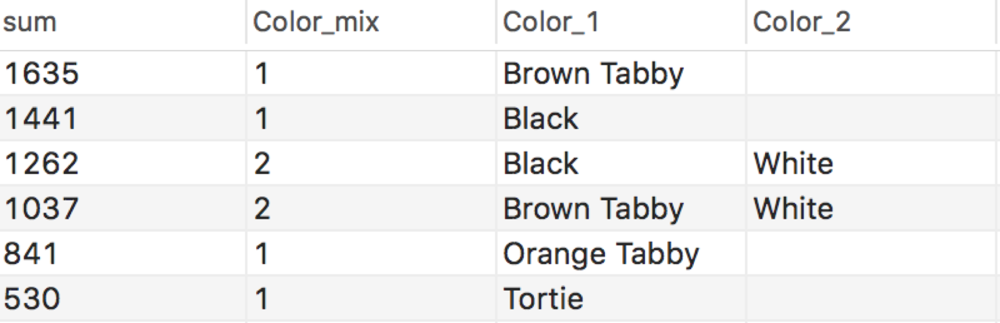 sum Color_mix Color_1 Color_2
1635 1 Brown Tabby
1441 1 Black
1262 2 Black White
1037 2 Brown Tabby White
841 1 Orange Tabby
530 1 Tortie